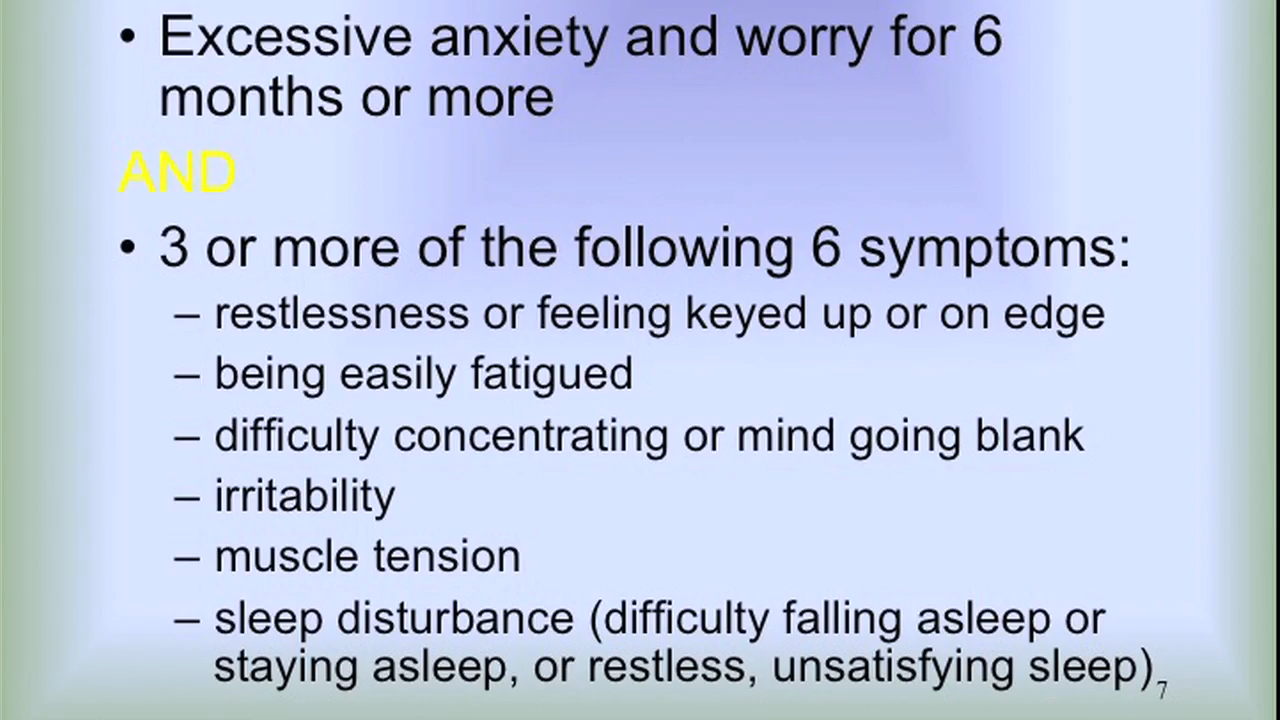 • Excessive anxiety and worry for 6
months or more
AND
• 3 or more of the following 6 symptoms:
– restlessness or feeling keyed up or on edge
– being easily fatigued
– difficulty concentrating or mind going blank
– irritability
– muscle tension
– sleep disturbance (difficulty falling asleep or
staying asleep, or restless, unsatisfying sleep)
7